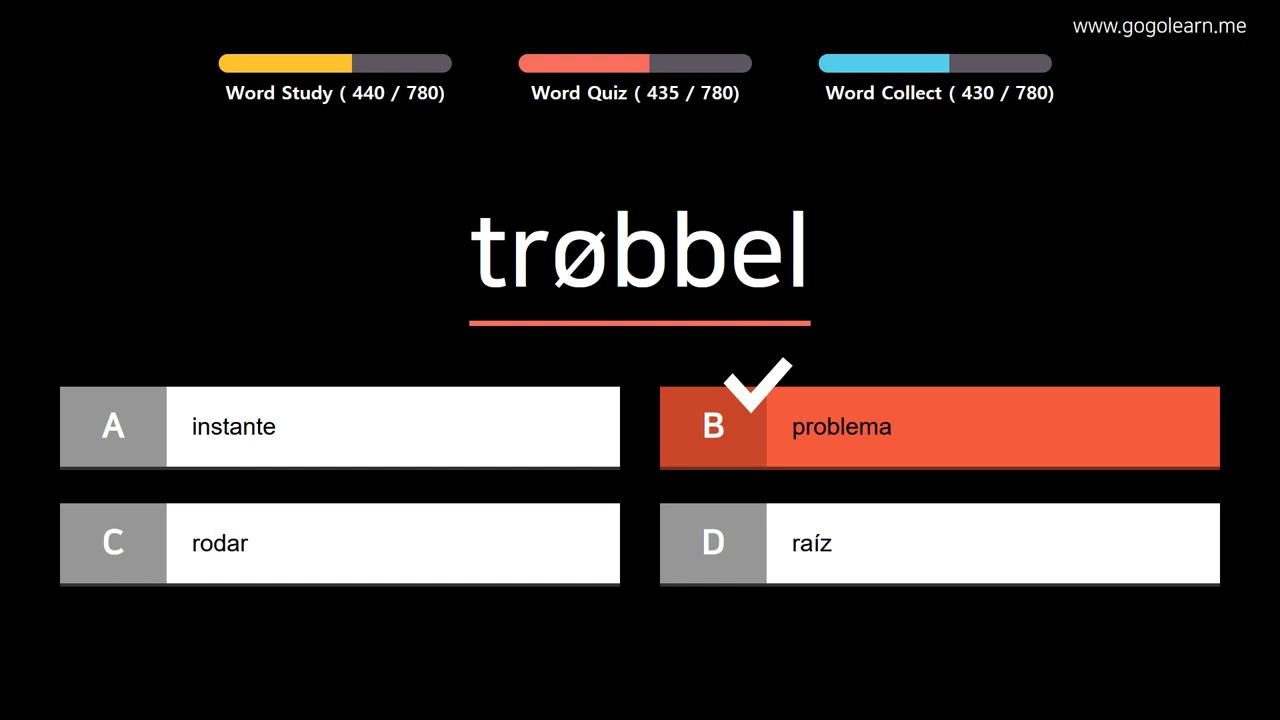 www.gogolearn.me
Word Study ( 440 / 780)
Word Quiz ( 435 / 780)
Word Collect ( 430 / 780)
trøbbel
A instante
B problema
C rodar
D raíz